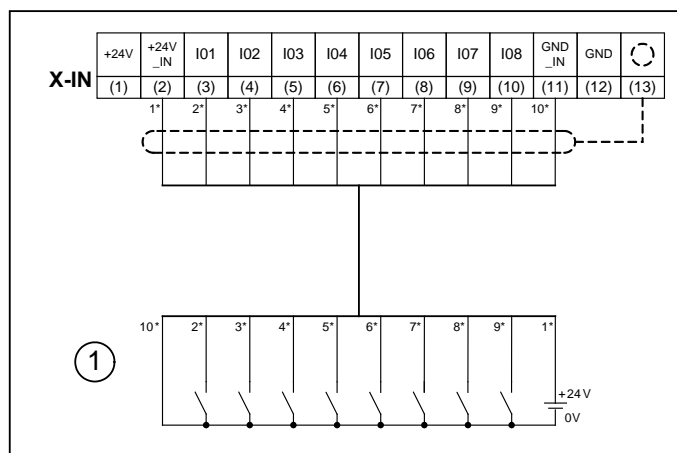 +24V +24V _IN I01 I02 I03 I04 I05 I06 I07 I08 GND _IN GND
X-IN (1) (2) (3) (4) (5) (6) (7) (8) (9) (10) (11) (12) (13)
1* 2* 3* 4* 5* 6* 7* 8* 9* 10*
10* 2* 3* 4* 5* 6* 7* 8* 9* 1*
1
+24V
0V